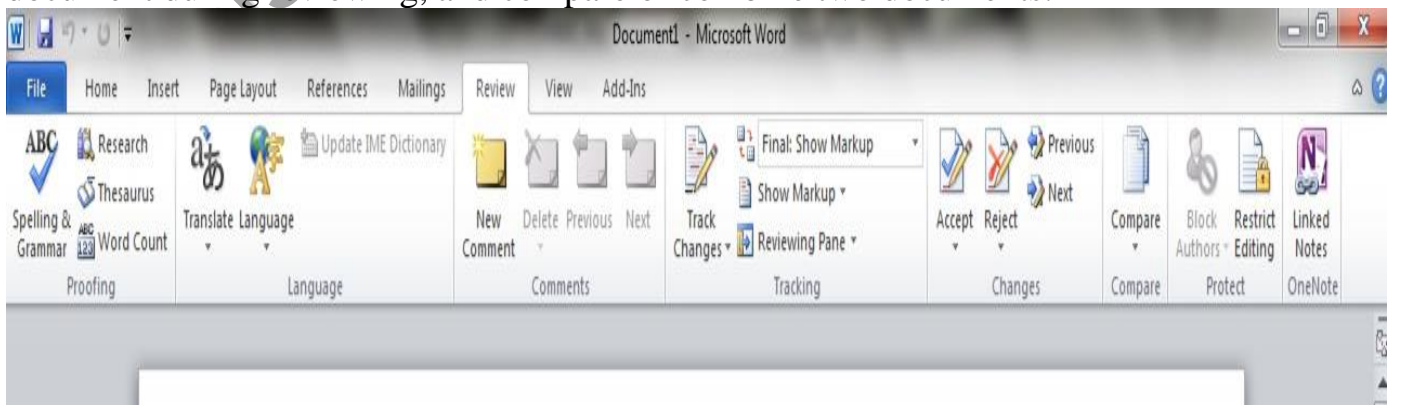 Document1 - Microsoft Word
File Home Insert Page Layout References Mailings Review View Add-Ins
ABC
Spelling & Grammar
Research
Thesaurus
ABC 123 Word Count
Proofing
Translate
Language
Update IME Dictionary
Language
New Comment
Delete
Previous
Next
Comments
Track Changes
Final: Show Markup
Show Markup
Reviewing Pane
Tracking
Accept
Reject
Previous
Next
Changes
Compare
Compare
Block Authors
Restrict Editing
Protect
Linked Notes
OneNote